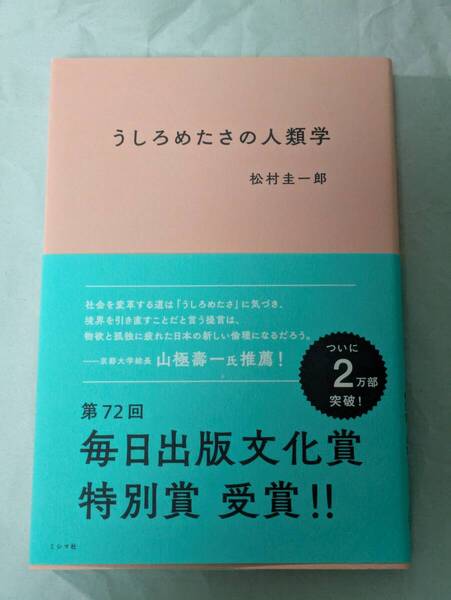 うしろめたさの人類学
松村圭一郎
社会を変革する道は「うしろめたさ」に気づき、
境界を引き直すことだと言う提言は、
物欲と孤独に疲れた日本の新しい倫理になるだろう。
——京都大学総長 山極壽一氏推薦!
ついに
2万部
突破!
第72回
毎日出版文化賞
特別賞 受賞!!
ミシマ社